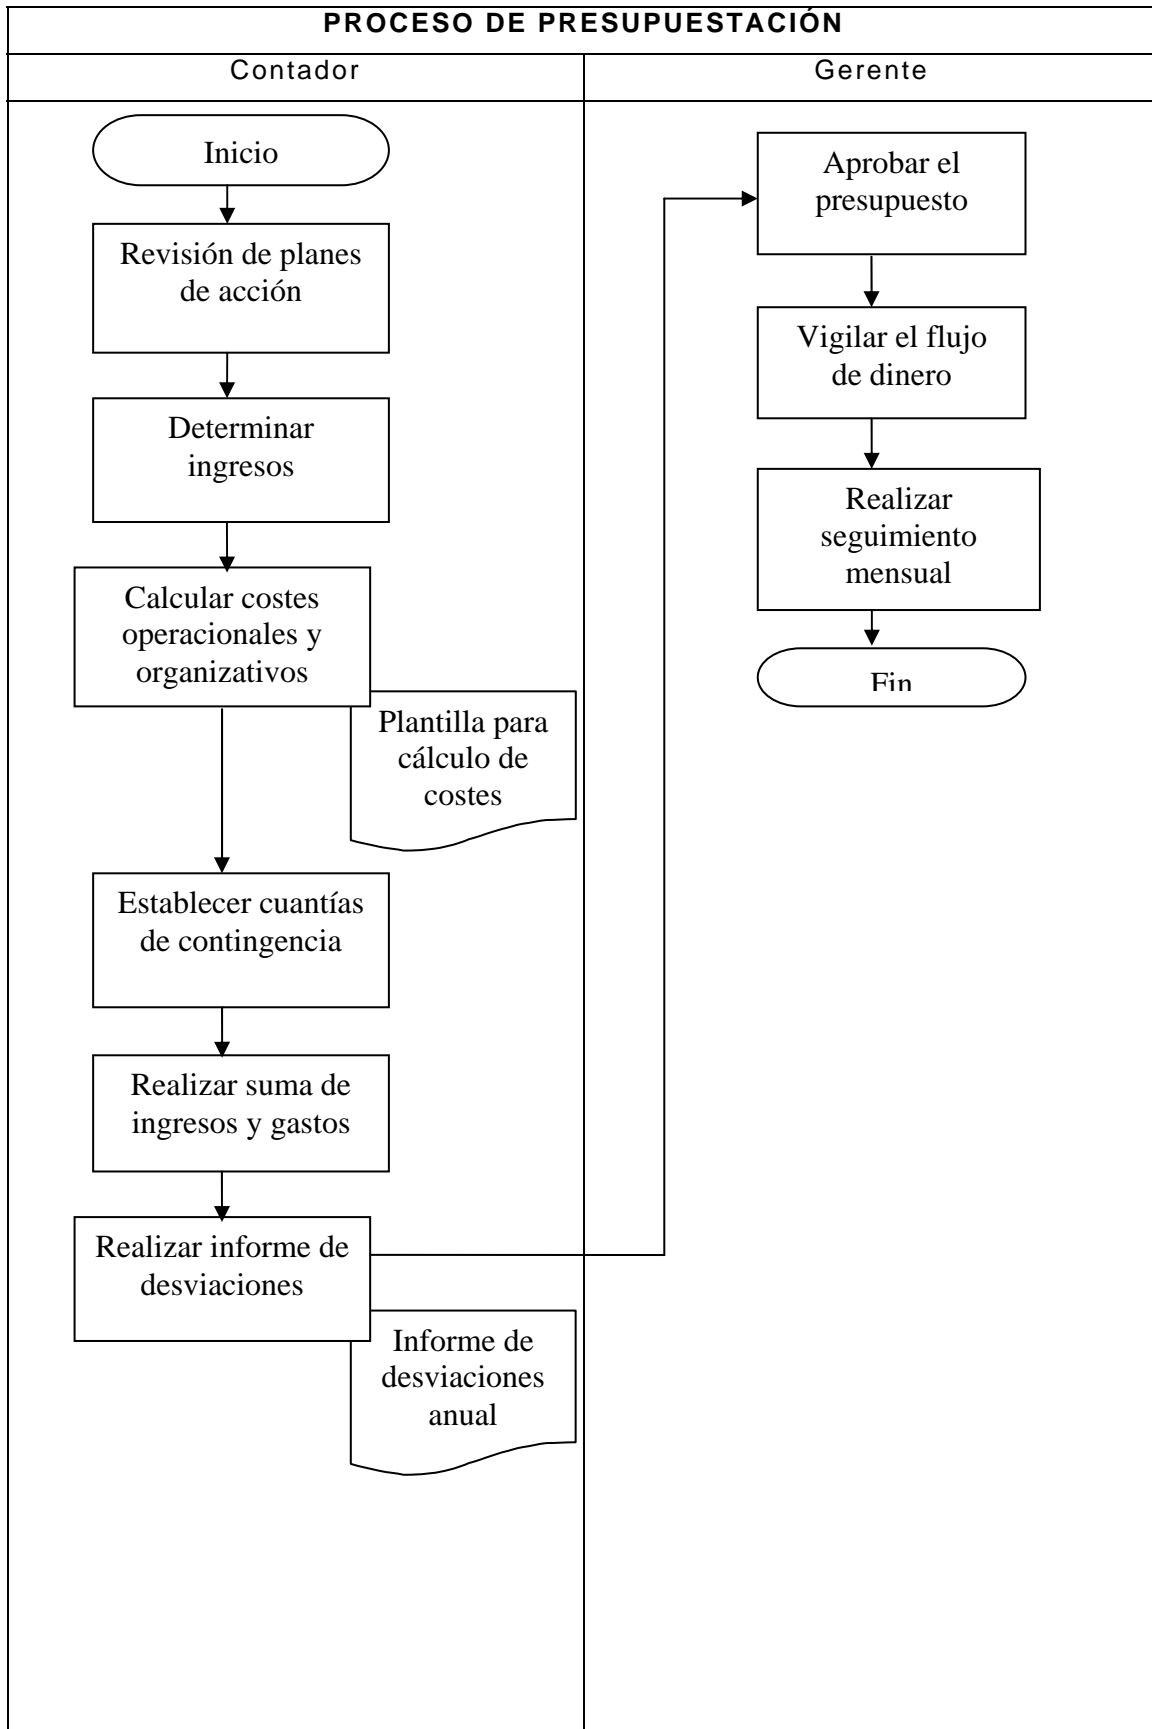 PROCESO DE PRESUPUESTACIÓN
Contador
Gerente
Inicio
Revisión de planes
de acción
Determinar
ingresos
Calcular costes
operacionales y
organizativos
Plantilla para
cálculo de
costes
Establecer cuantías
de contingencia
Realizar suma de
ingresos y gastos
Realizar informe de
desviaciones
Informe de
desviaciones
anual
Aprobar el
presupuesto
Vigilar el flujo
de dinero
Realizar
seguimiento
mensual
Fin